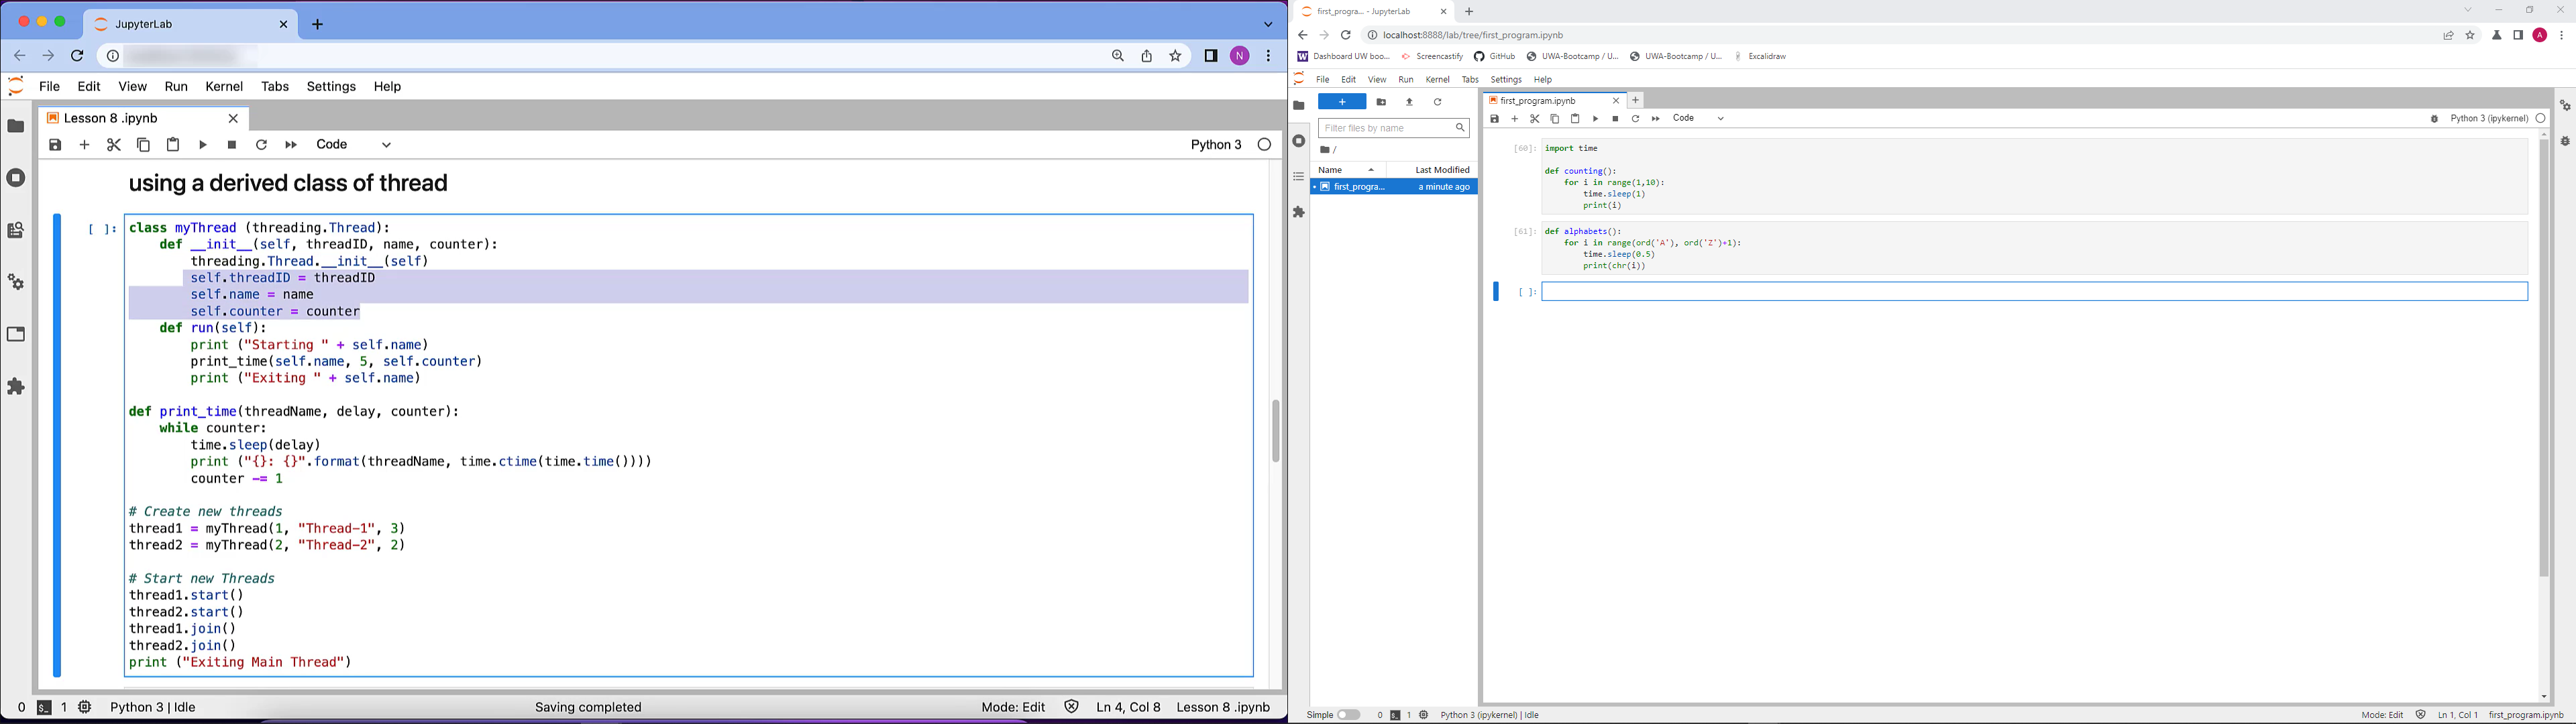 JupyterLab
File Edit View Run Kernel Tabs Settings Help
Lesson 8 .ipynb
Code
Python 3
using a derived class of thread
[ ]:
class myThread (threading.Thread):
    def __init__(self, threadID, name, counter):
        threading.Thread.__init__(self)
        self.threadID = threadID
        self.name = name
        self.counter = counter
    def run(self):
        print ("Starting " + self.name)
        print_time(self.name, 5, self.counter)
        print ("Exiting " + self.name)
def print_time(threadName, delay, counter):
    while counter:
        time.sleep(delay)
        print ("{}: {}".format(threadName, time.ctime(time.time())))
        counter -= 1
# Create new threads
thread1 = myThread(1, "Thread-1", 3)
thread2 = myThread(2, "Thread-2", 2)
# Start new Threads
thread1.start()
thread2.start()
thread1.join()
thread2.join()
print ("Exiting Main Thread")
0 1 Python 3 | Idle Saving completed Mode: Edit Ln 4, Col 8 Lesson 8 .ipynb
N
first_progra... - JupyterLab
localhost:8888/lab/tree/first_program.ipynb
A
Dashboard UW boo... Screencastify GitHub UWA-Bootcamp / U... UWA-Bootcamp / U... Excalidraw
File Edit View Run Kernel Tabs Settings Help
Filter files by name
/
Name Last Modified
first_progra... a minute ago
first_program.ipynb
Code
Python 3 (ipykernel)
[60]: import time
def counting():
    for i in range(1,10):
        time.sleep(1)
        print(i)
[61]: def alphabets():
    for i in range(ord('A'), ord('Z')+1):
        time.sleep(0.5)
        print(chr(i))
[ ]:
Simple 0 1 Python 3 (ipykernel) | Idle Mode: Edit Ln 1, Col 1 first_program.ipynb